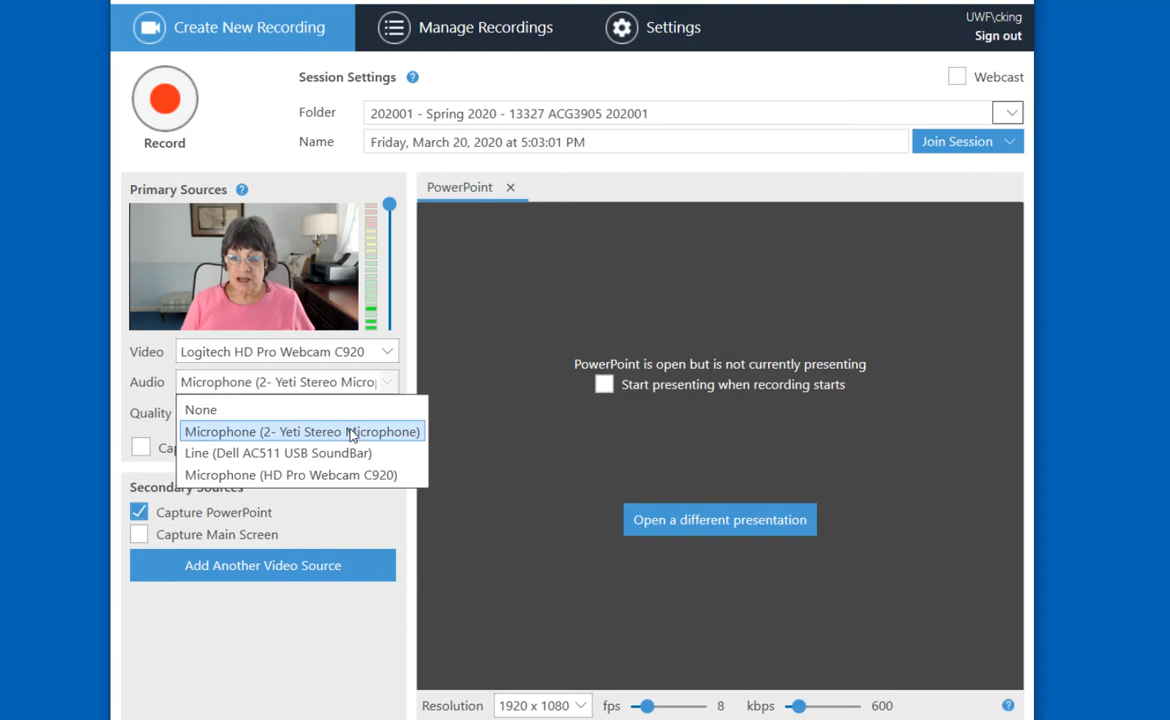 Create New Recording
Manage Recordings
Settings
UWF\cking
Sign out
Record
Session Settings ?
Webcast
Folder
202001 - Spring 2020 - 13327 ACG3905 202001
Name
Friday, March 20, 2020 at 5:03:01 PM
Join Session
Primary Sources ?
PowerPoint
Video
Logitech HD Pro Webcam C920
Audio
Microphone (2- Yeti Stereo Microp
Quality
None
Microphone (2- Yeti Stereo Microphone)
Line (Dell AC511 USB SoundBar)
Microphone (HD Pro Webcam C920)
Ca
Secondary Sources
Capture PowerPoint
Capture Main Screen
Add Another Video Source
PowerPoint is open but is not currently presenting
Start presenting when recording starts
Open a different presentation
Resolution
1920 x 1080
fps
8
kbps
600
?